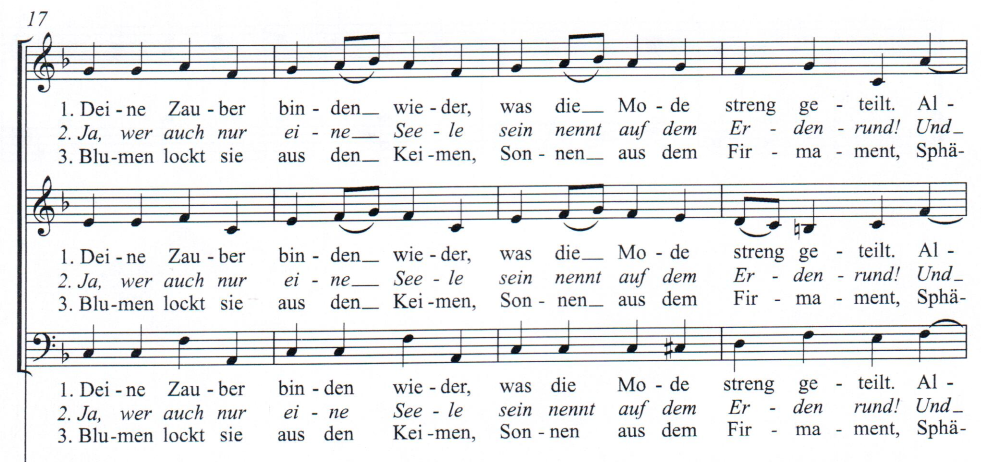 17
1. Dei - ne Zau - ber bin - den wie - der, was die Mo - de streng ge - teilt. Al -
2. Ja, wer auch nur ei - ne See - le sein nennt auf dem Er - den - rund! Und
3. Blu-men lockt sie aus den Kei - men, Son - nen aus dem Fir - ma - ment, Sphä-
1. Dei - ne Zau - ber bin - den wie - der, was die Mo - de streng ge - teilt. Al -
2. Ja, wer auch nur ei - ne See - le sein nennt auf dem Er - den - rund! Und
3. Blu-men lockt sie aus den Kei - men, Son - nen aus dem Fir - ma - ment, Sphä-
1. Dei - ne Zau - ber bin - den wie - der, was die Mo - de streng ge - teilt. Al -
2. Ja, wer auch nur ei - ne See - le sein nennt auf dem Er - den rund! Und
3. Blu-men lockt sie aus den Kei - men, Son - nen aus dem Fir - ma - ment, Sphä-